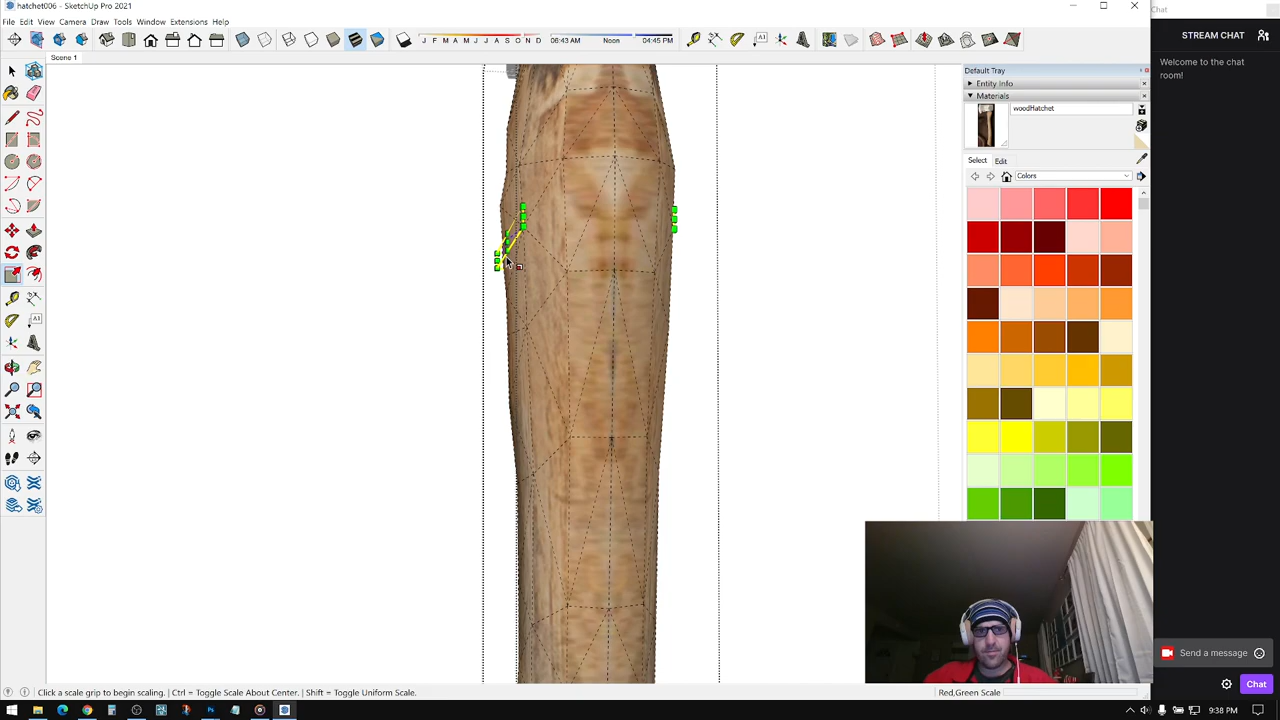 hatchet006 - SketchUp Pro 2021
Chat
File Edit View Camera Draw Tools Window Extensions Help
STREAM CHAT
J F M A M J J A S O N D 06:43 AM Noon 04:45 PM
Scene 1
Welcome to the chat room!
Default Tray
Entity Info
Materials
woodHatchet
Select Edit
Colors
Send a message
Chat
Click a scale grip to begin scaling. Ctrl = Toggle Scale About Center. Shift = Toggle Uniform Scale.
Red,Green Scale
9:38 PM